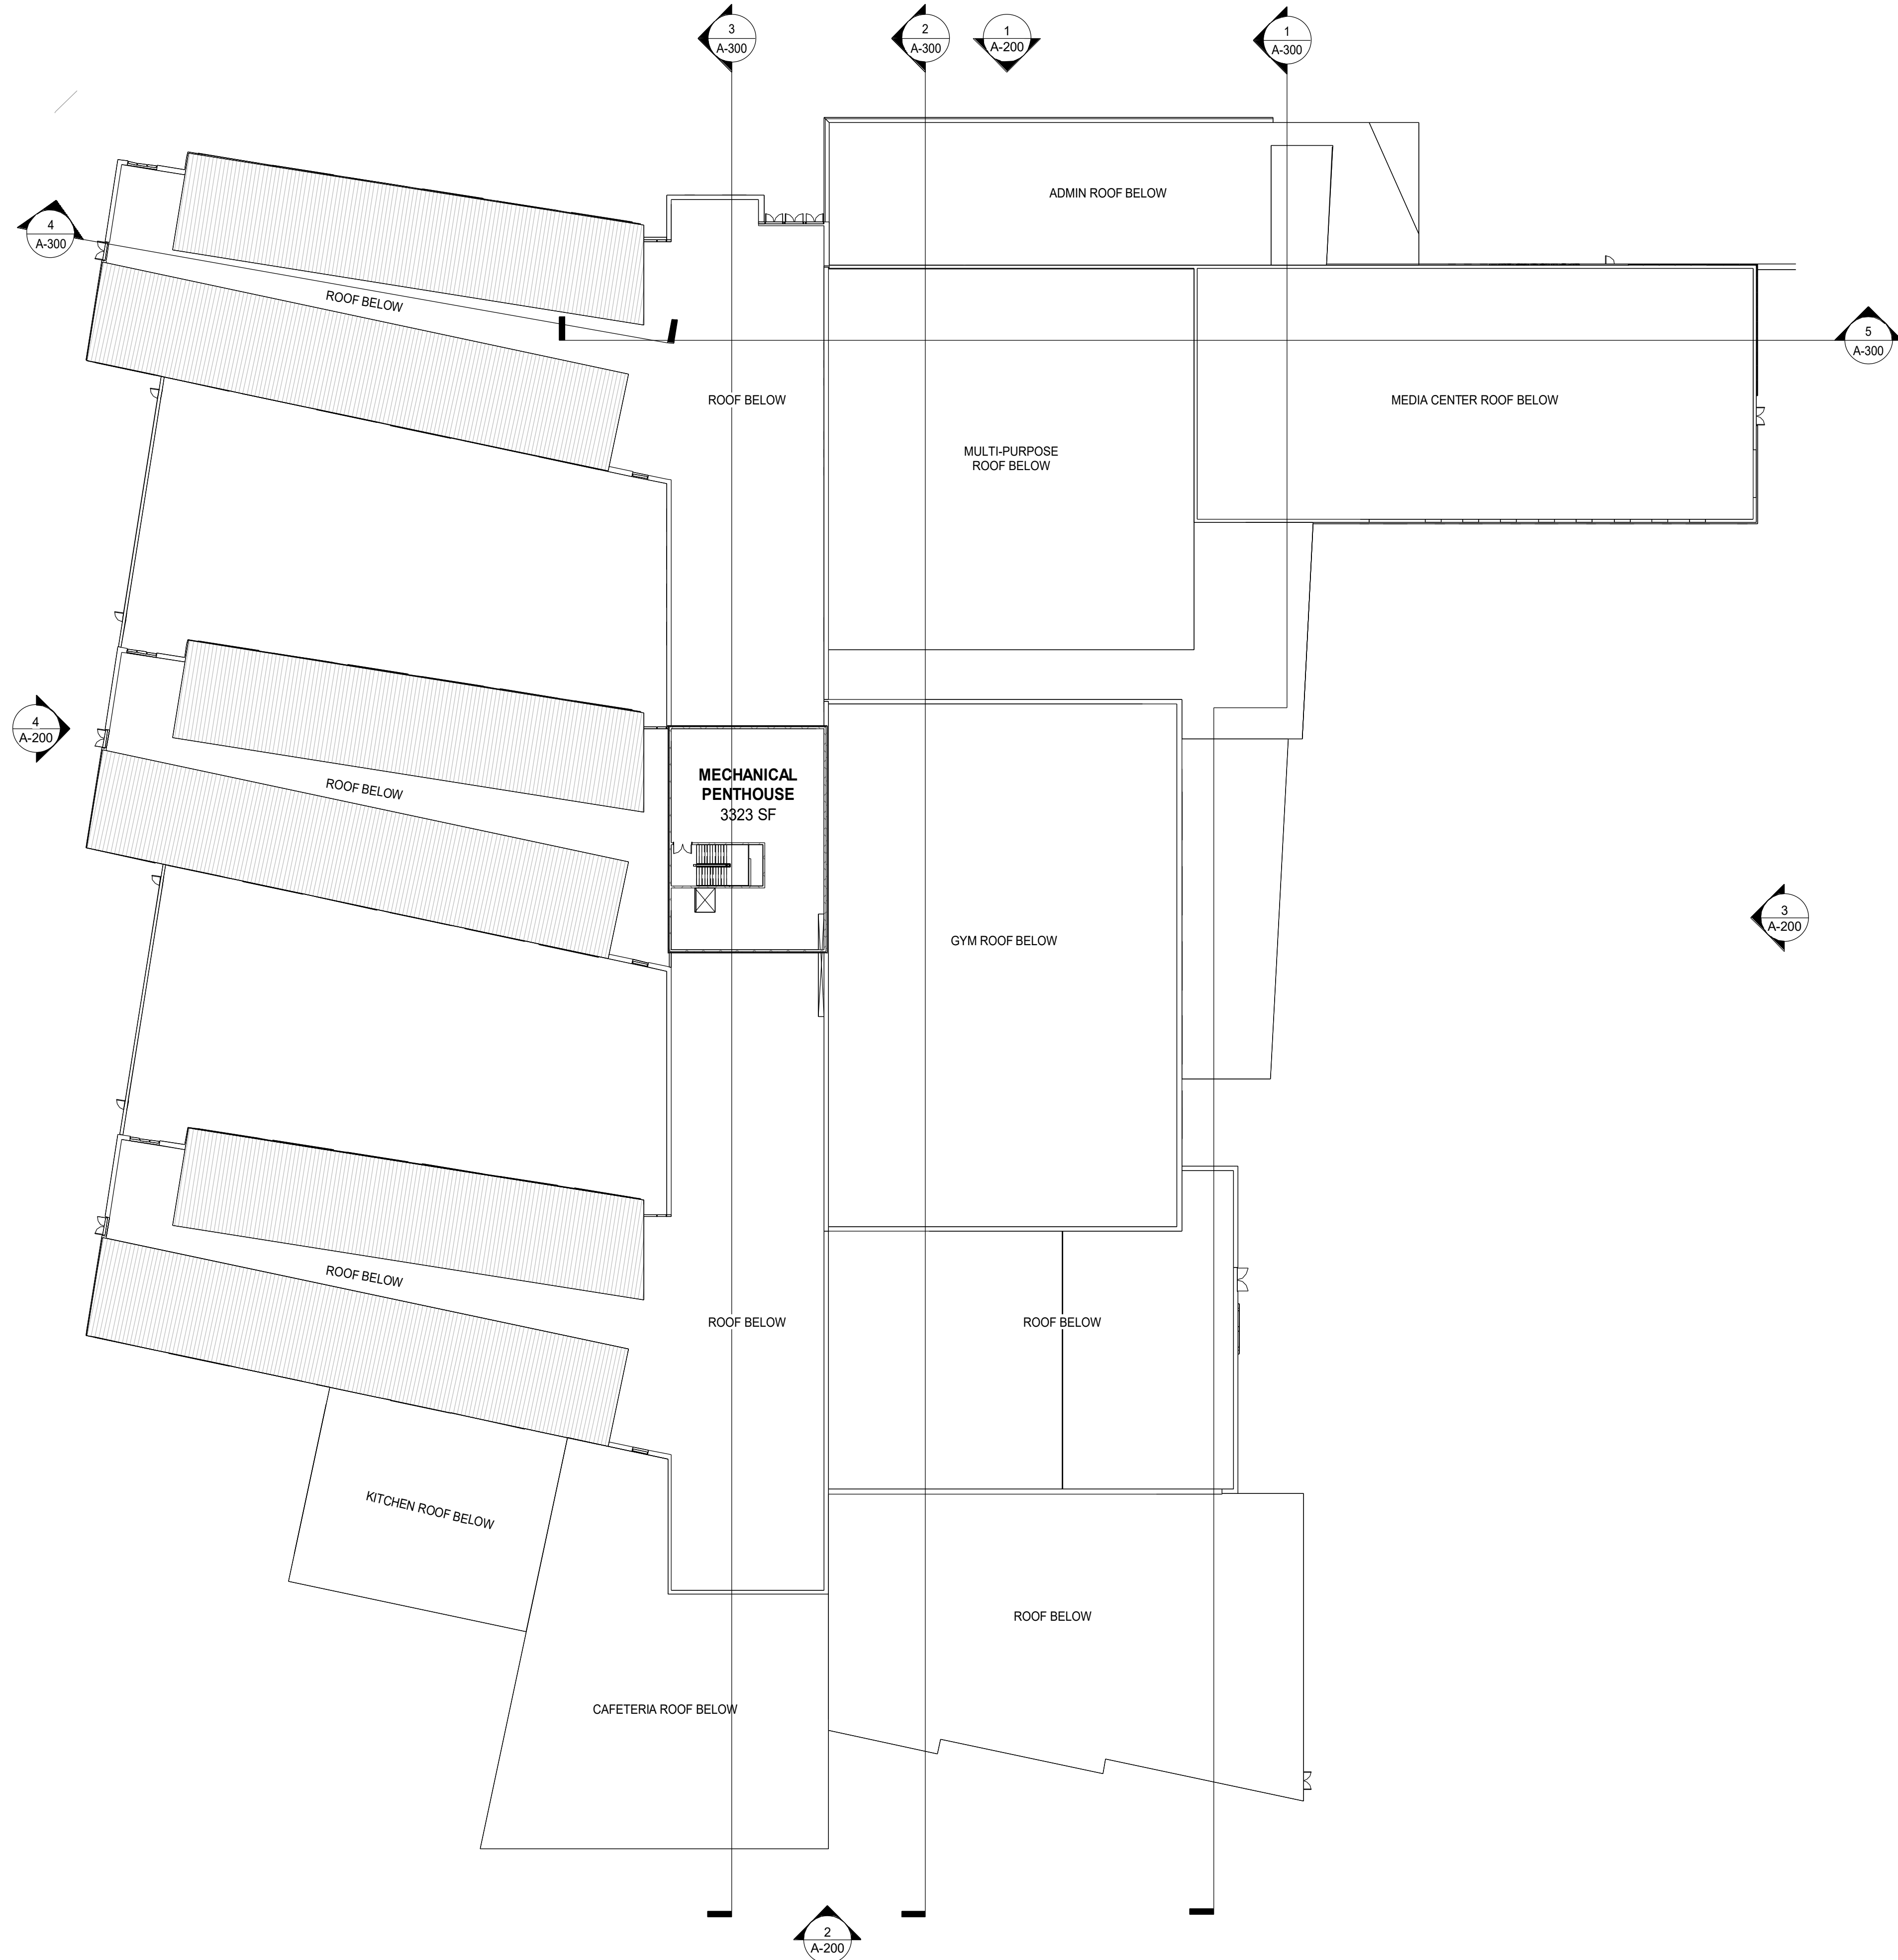 3
A-300
2
A-300
1
A-200
1
A-300
ADMIN ROOF BELOW
4
A-300
ROOF BELOW
5
A-300
ROOF BELOW
MEDIA CENTER ROOF BELOW
MULTI-PURPOSE
ROOF BELOW
4
A-200
MECHANICAL
PENTHOUSE
3323 SF
ROOF BELOW
3
A-200
GYM ROOF BELOW
ROOF BELOW
ROOF BELOW
ROOF BELOW
KITCHEN ROOF BELOW
ROOF BELOW
CAFETERIA ROOF BELOW
2
A-200